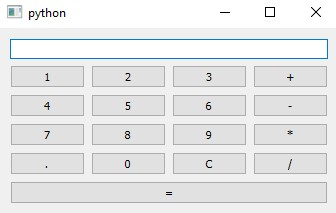 python
1 2 3 +
4 5 6 -
7 8 9 *
. 0 C /
=